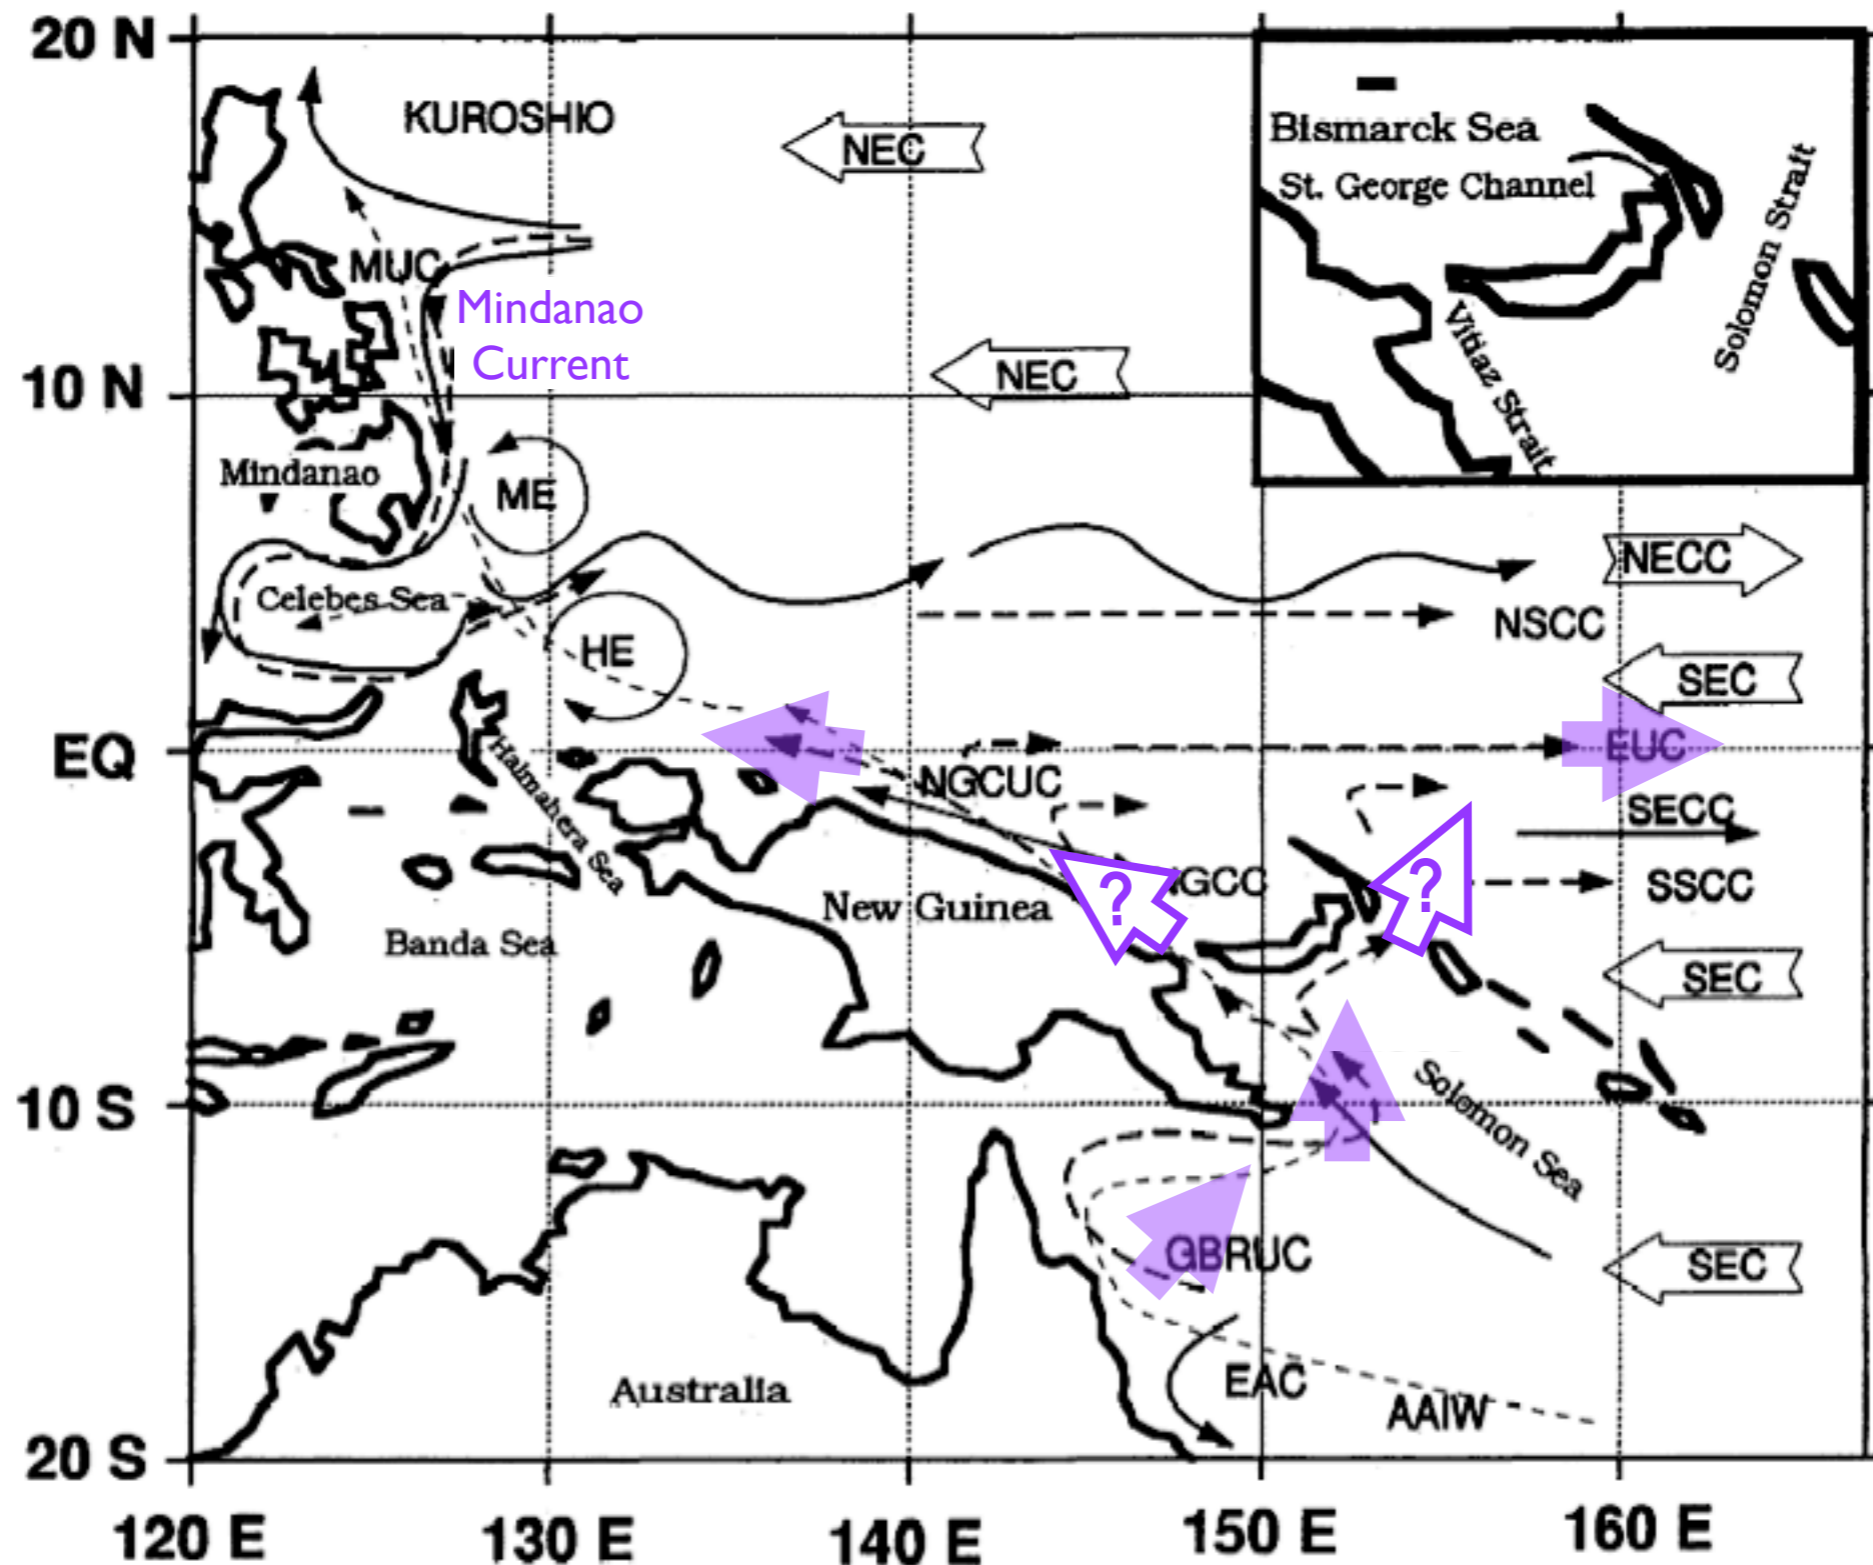 20 N
KUROSHIO
NEC
Bismarck Sea
St. George Channel
Solomon Strait
Vitiaz Strait
MUC
Mindanao
Current
10 N
NEC
Mindanao
ME
NECC
Celebes Sea
NSCC
HE
SEC
EQ
EUC
Halmahera Sea
NGCUC
SECC
?
NGCC
?
SSCC
New Guinea
Banda Sea
SEC
Solomon Sea
10 S
GBRUC
SEC
EAC
Australia
AAIW
20 S
120 E
130 E
140 E
150 E
160 E